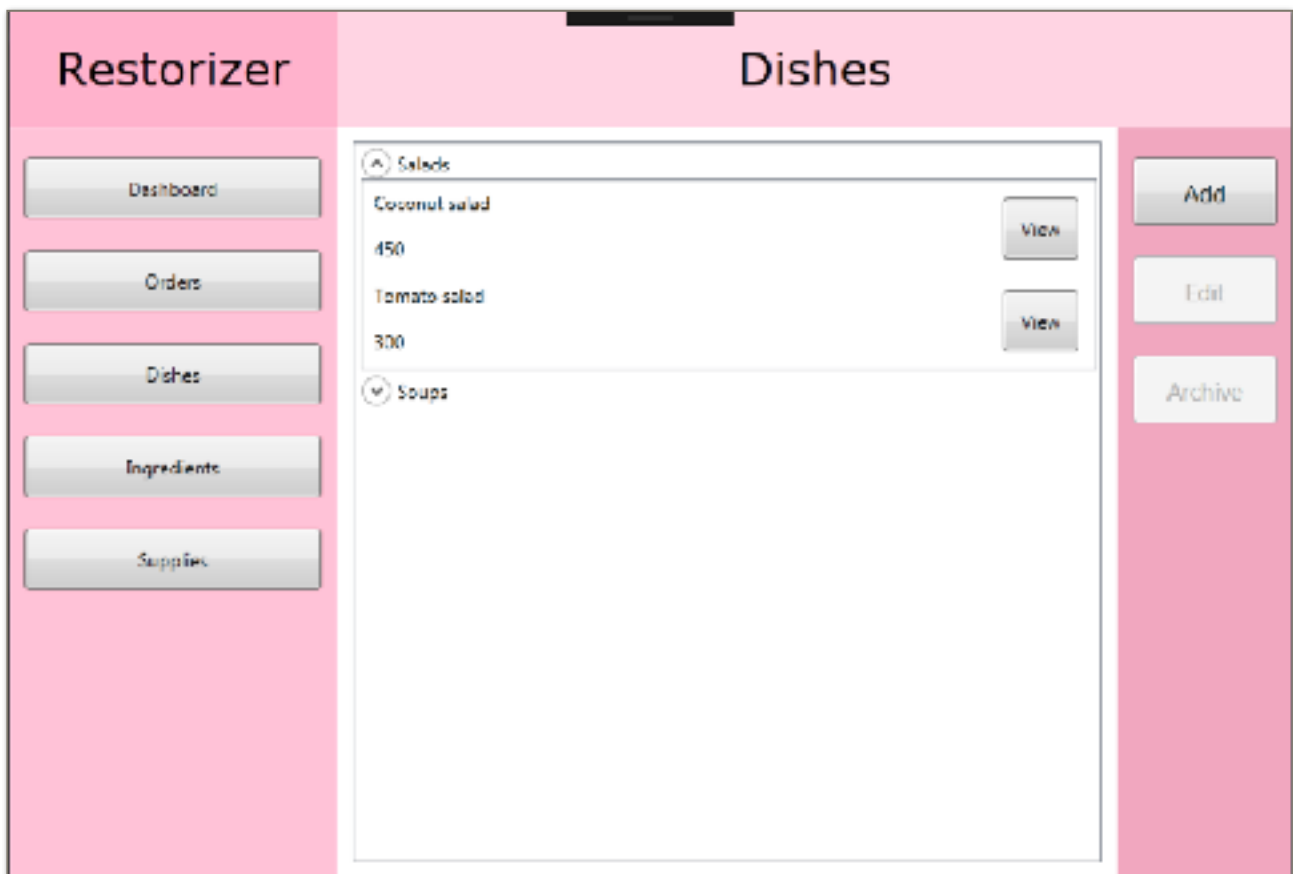 Restorizer
Dishes
Dashboard
Orders
Dishes
Ingredients
Supplies
Salads
Coconut salad
450
View
Tomato salad
300
View
Soups
Add
Edit
Archive